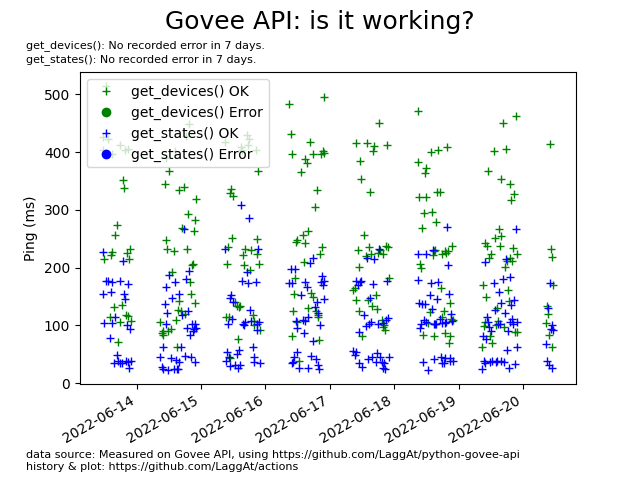 Govee API: is it working?
get_devices(): No recorded error in 7 days.
get_states(): No recorded error in 7 days.
get_devices() OK
get_devices() Error
get_states() OK
get_states() Error
Ping (ms)
500
400
300
200
100
0
2022-06-14
2022-06-15
2022-06-16
2022-06-17
2022-06-18
2022-06-19
2022-06-20
data source: Measured on Govee API, using https://github.com/LaggAt/python-govee-api
history & plot: https://github.com/LaggAt/actions